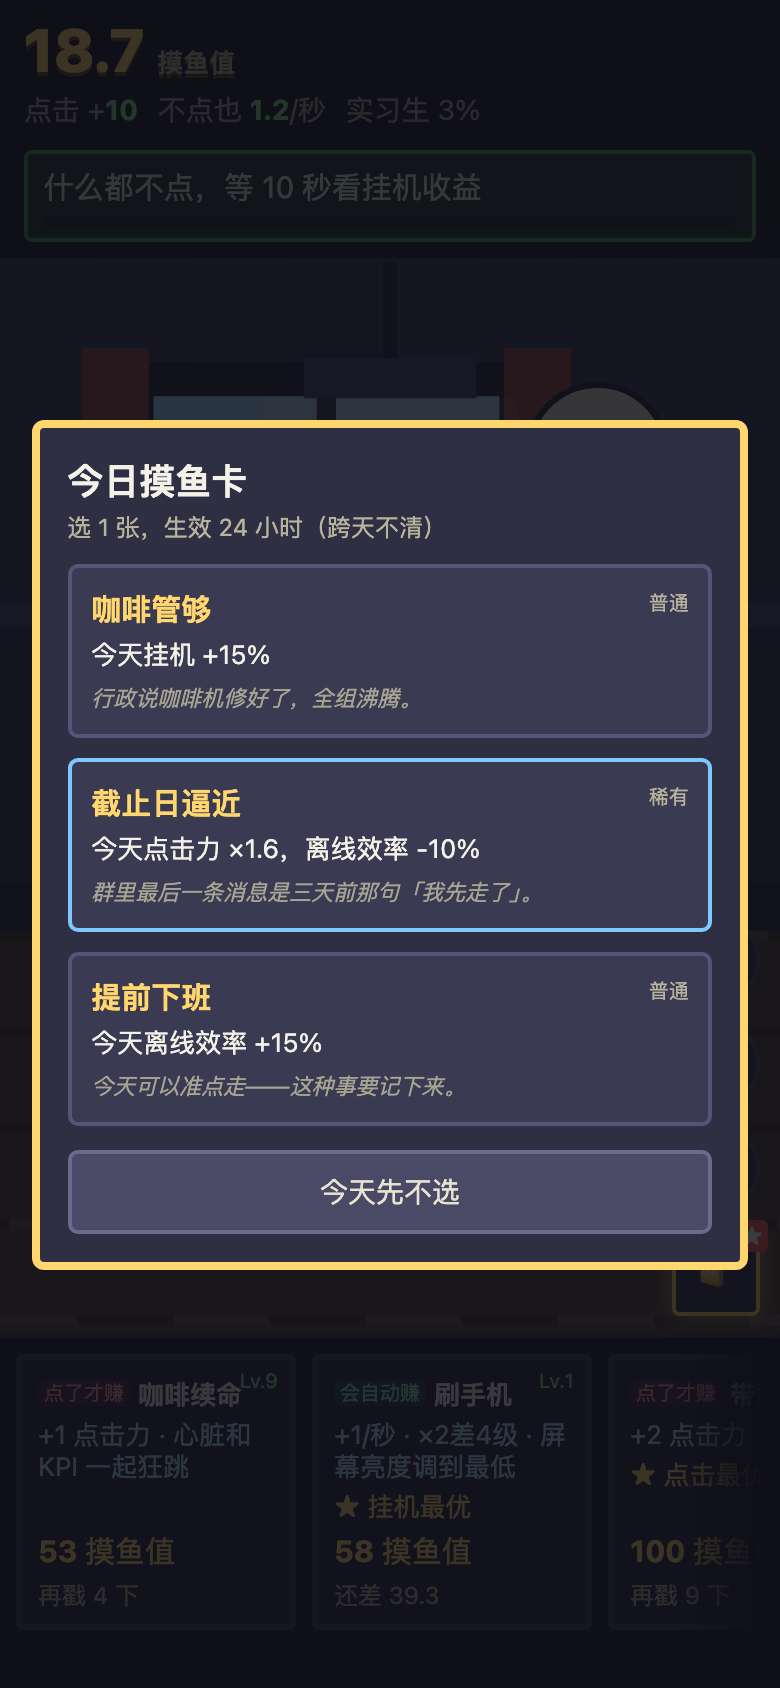 18.7 摸鱼值
点击 +10 不点也 1.2/秒 实习生 3%
什么都不点，等 10 秒看挂机收益
今日摸鱼卡
选 1 张，生效 24 小时（跨天不清）
咖啡管够 普通
今天挂机 +15%
行政说咖啡机修好了，全组沸腾。
截止日逼近 稀有
今天点击力 ×1.6，离线效率 -10%
群里最后一条消息是三天前那句「我先走了」。
提前下班 普通
今天离线效率 +15%
今天可以准点走——这种事要记下来。
今天先不选
点了才赚 咖啡续命 Lv.9
+1 点击力 · 心脏和
KPI 一起狂跳
53 摸鱼值
再戳 4 下
会自动赚 刷手机 Lv.1
+1/秒 · ×2差4级 · 屏
幕亮度调到最低
★ 挂机最优
58 摸鱼值
还差 39.3
点了才赚 带
+2 点击力
★ 点击最优
100 摸鱼
再戳 9 下